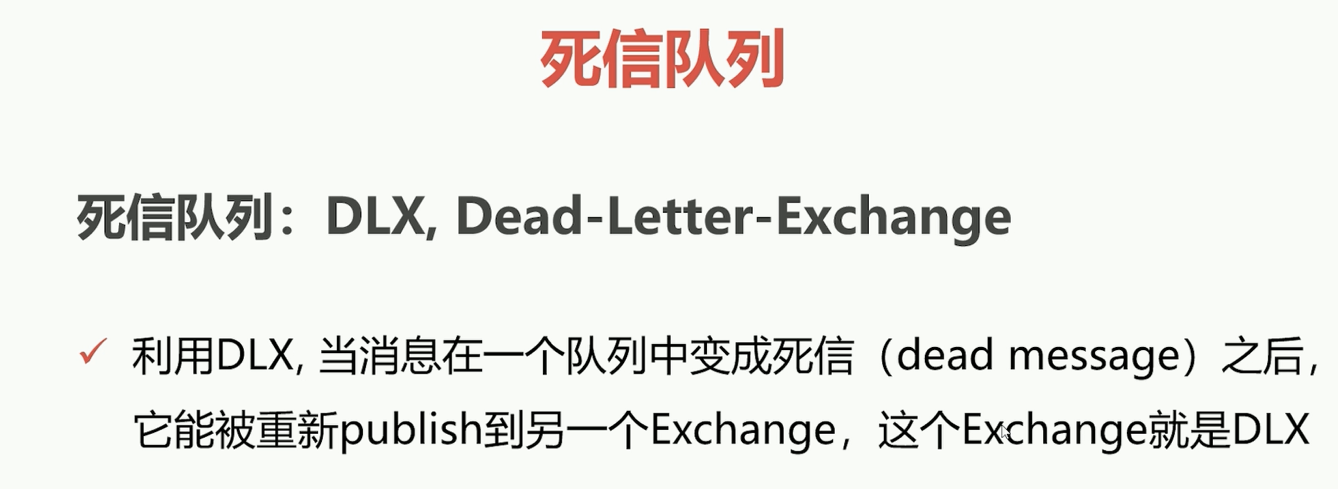 死信队列
死信队列：DLX, Dead-Letter-Exchange
利用DLX, 当消息在一个队列中变成死信（dead message）之后，
它能被重新publish到另一个Exchange，这个Exchange就是DLX